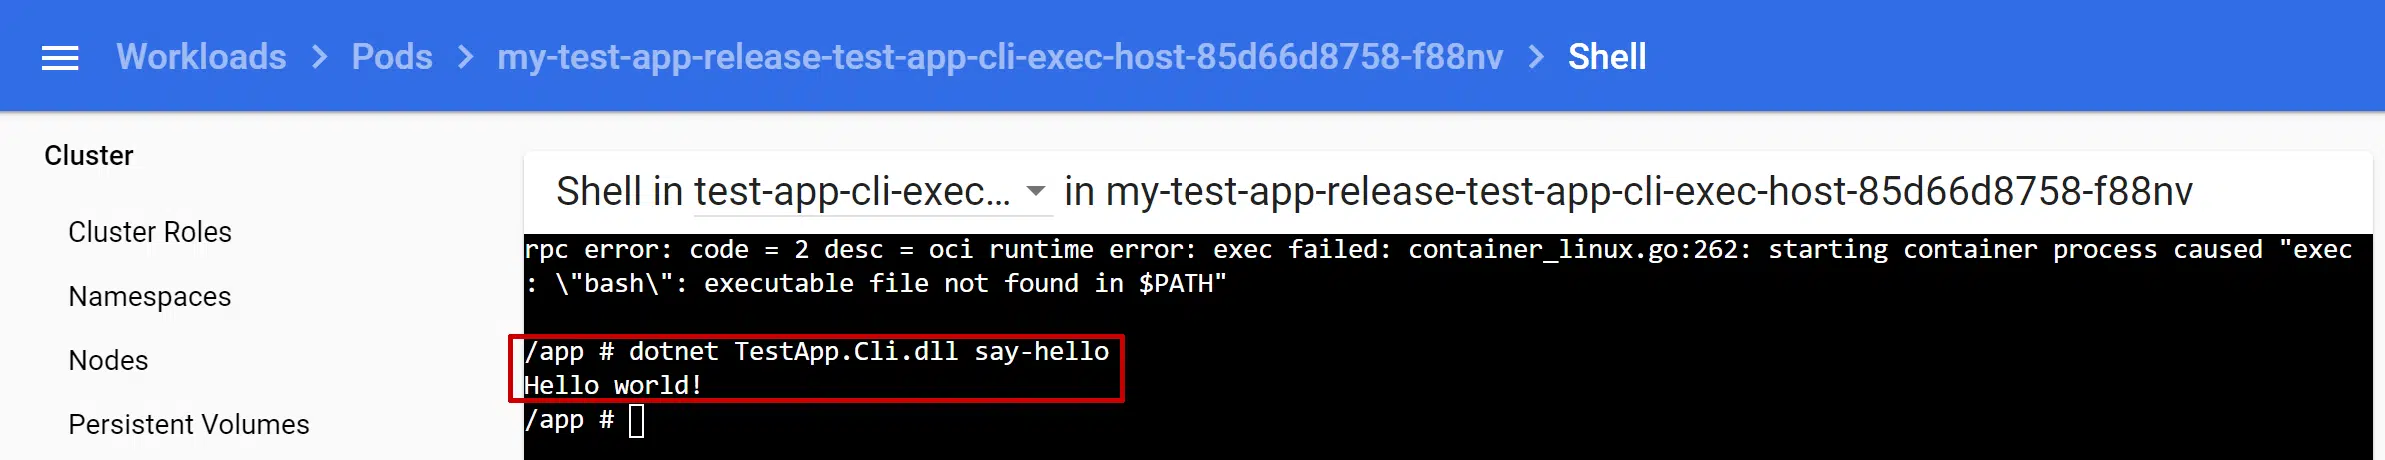 Workloads > Pods > my-test-app-release-test-app-cli-exec-host-85d66d8758-f88nv > Shell
Cluster
Cluster Roles
Namespaces
Nodes
Persistent Volumes
Shell in test-app-cli-exec... in my-test-app-release-test-app-cli-exec-host-85d66d8758-f88nv
rpc error: code = 2 desc = oci runtime error: exec failed: container_linux.go:262: starting container process caused "exec
: \"bash\": executable file not found in $PATH"
/app # dotnet TestApp.Cli.dll say-hello
Hello world!
/app #